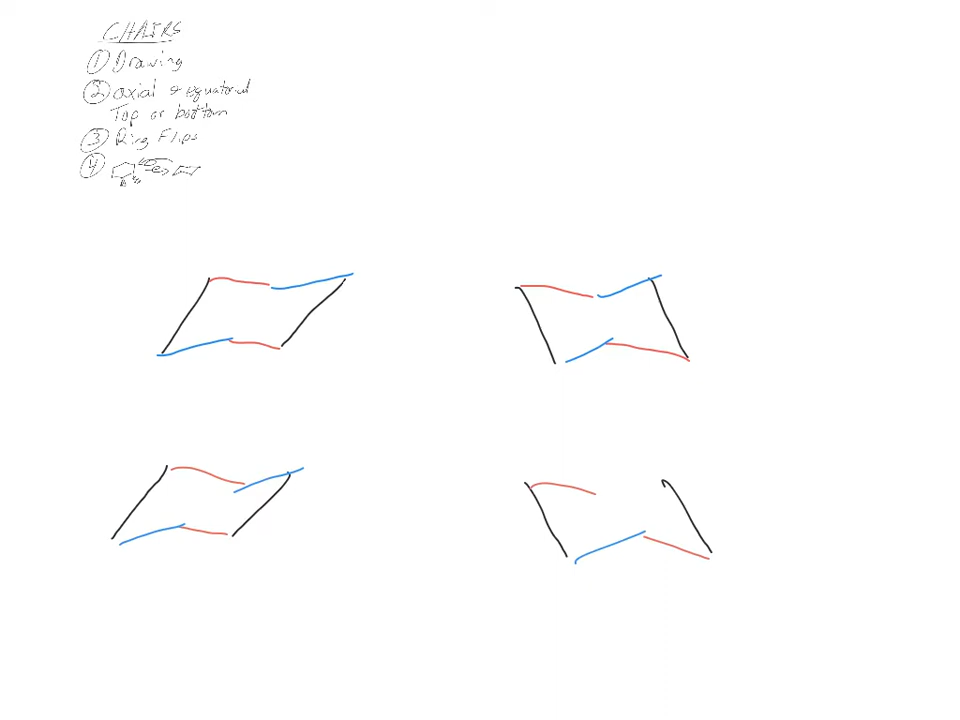 CHAIRS
① Drawing
② axial & equatorial
Top or bottom
③ Ring Flips
④